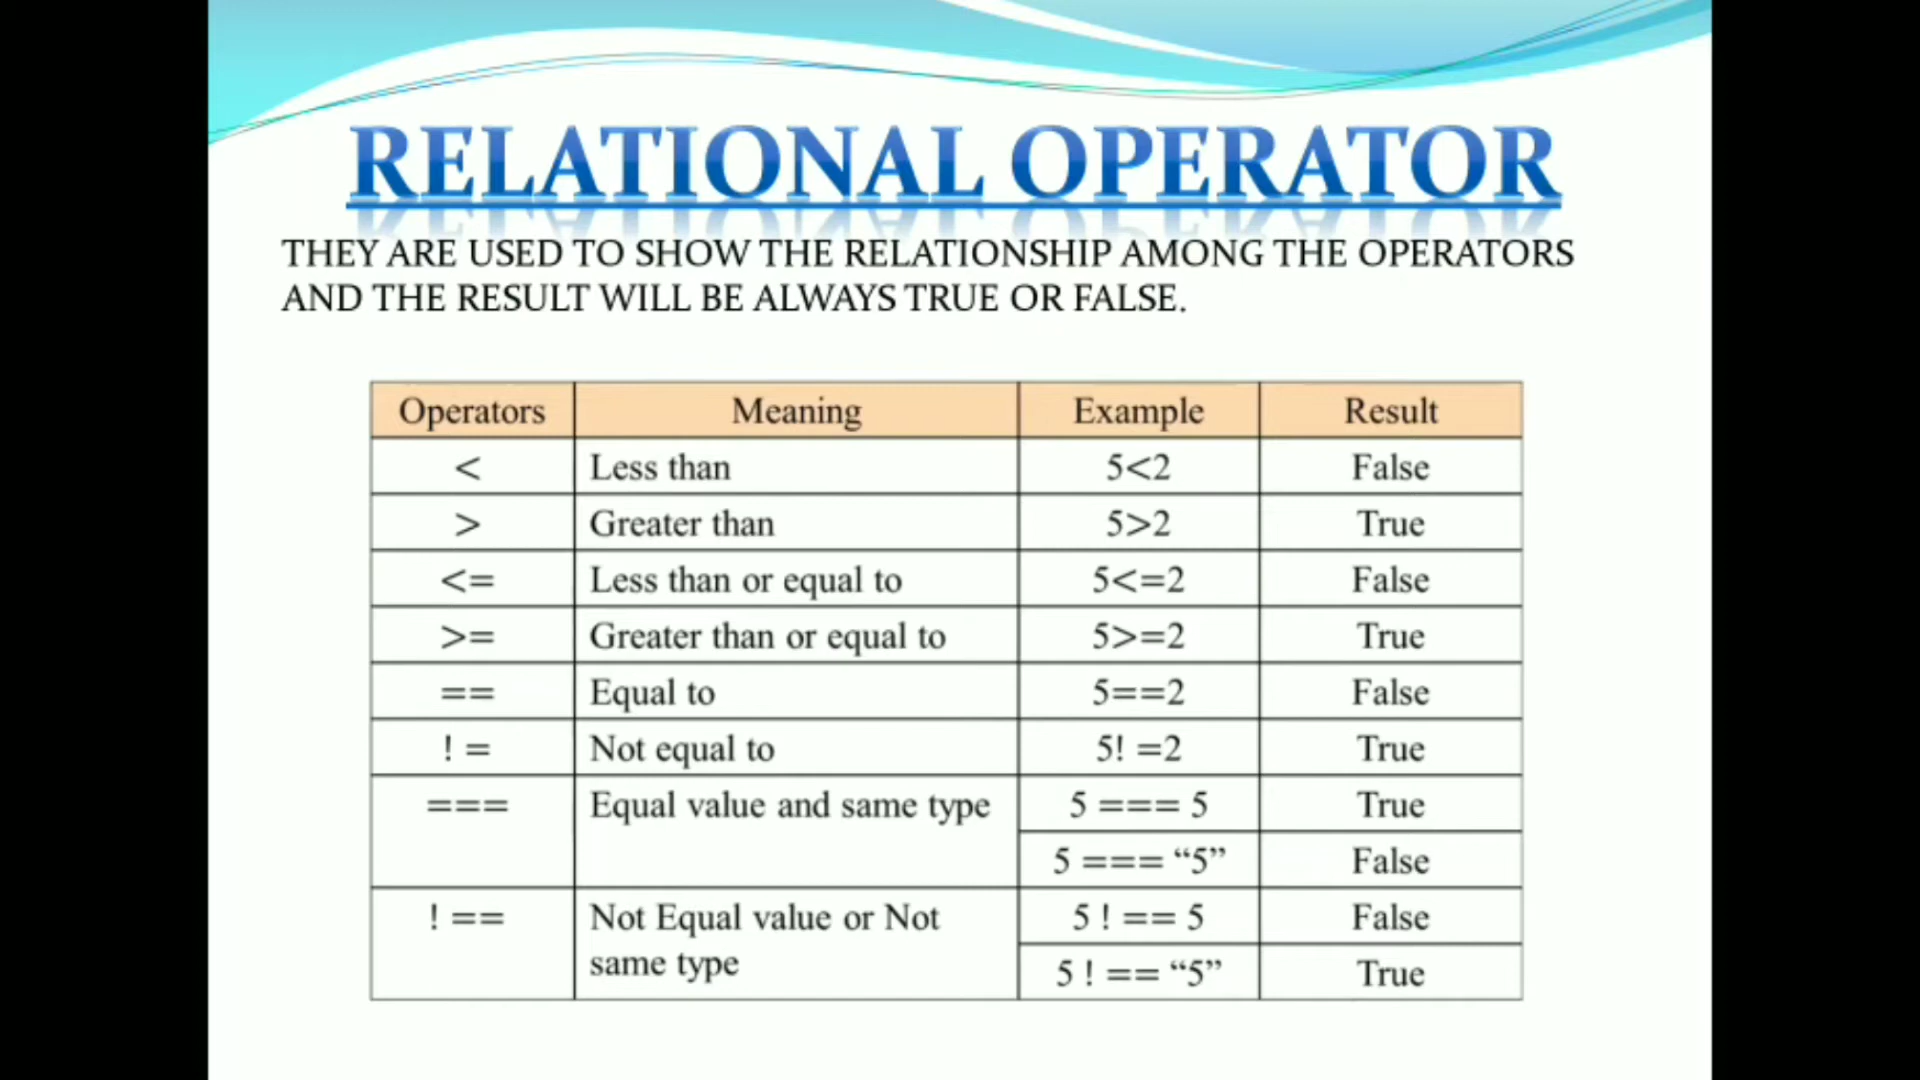 RELATIONAL OPERATOR
THEY ARE USED TO SHOW THE RELATIONSHIP AMONG THE OPERATORS
AND THE RESULT WILL BE ALWAYS TRUE OR FALSE.
Operators Meaning Example Result
< Less than 5<2 False
> Greater than 5>2 True
<= Less than or equal to 5<=2 False
>= Greater than or equal to 5>=2 True
== Equal to 5==2 False
! = Not equal to 5! =2 True
=== Equal value and same type 5 === 5 True
5 === “5” False
! == Not Equal value or Not 5 ! == 5 False
same type 5 ! == “5” True